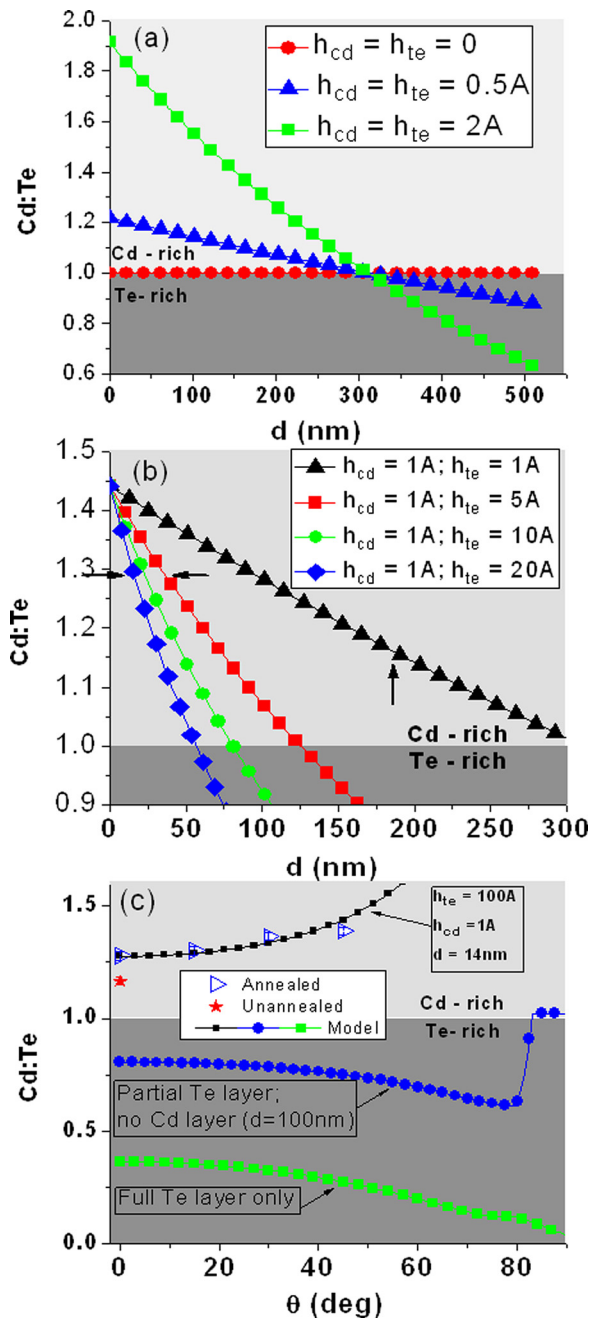 (a)
h_cd = h_te = 0
h_cd = h_te = 0.5A
h_cd = h_te = 2A
2.0
1.8
1.6
1.4
1.2
1.0
0.8
0.6
Cd:Te
Cd - rich
Te- rich
0 100 200 300 400 500
d (nm)
(b)
h_cd = 1A; h_te = 1A
h_cd = 1A; h_te = 5A
h_cd = 1A; h_te = 10A
h_cd = 1A; h_te = 20A
1.5
1.4
1.3
1.2
1.1
1.0
0.9
Cd:Te
Cd - rich
Te - rich
0 50 100 150 200 250 300
d (nm)
(c)
h_te = 100A
h_cd =1A
d = 14nm
Annealed
Unannealed
Model
Cd - rich
Te - rich
1.5
1.0
0.5
0.0
Cd:Te
Partial Te layer;
no Cd layer (d=100nm)
Full Te layer only
0 20 40 60 80
θ (deg)